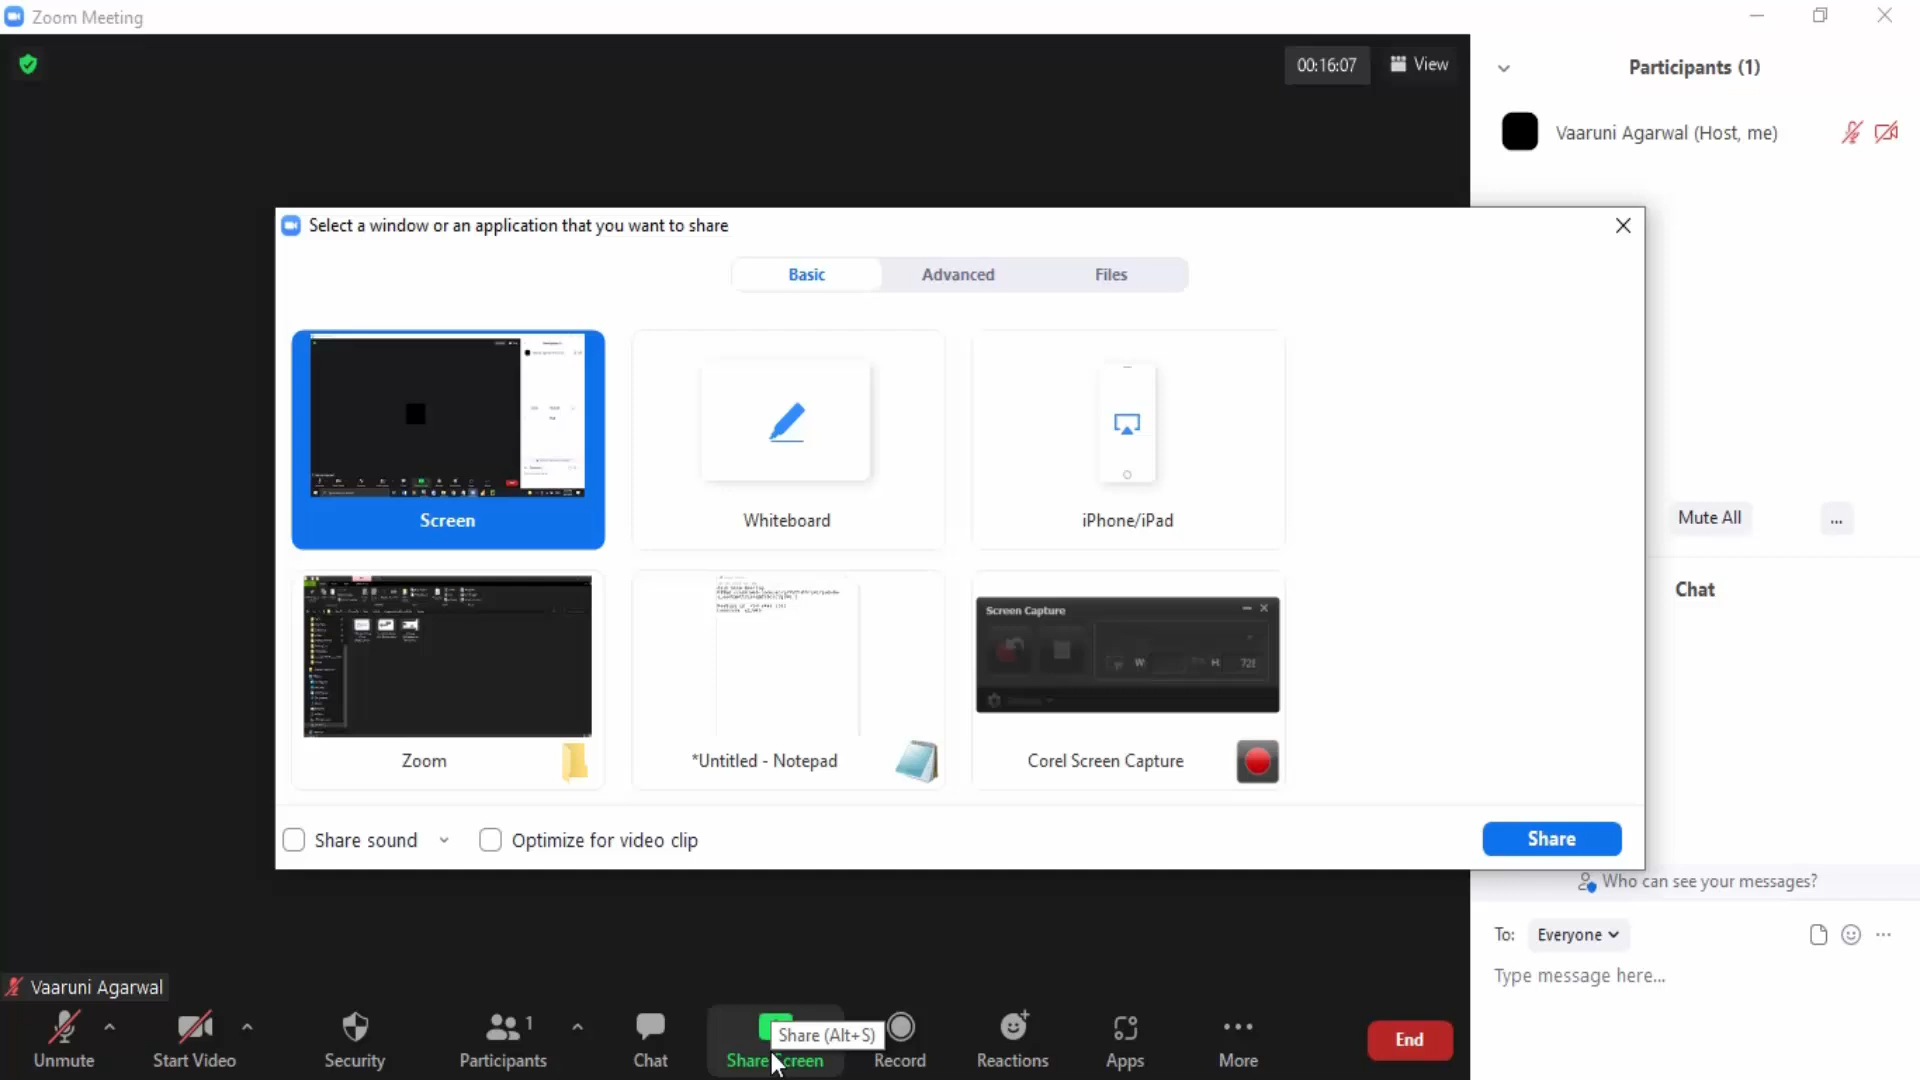 Zoom Meeting
00:16:07
View
Participants (1)
Vaaruni Agarwal (Host, me)
Select a window or an application that you want to share
Basic
Advanced
Files
Screen
Whiteboard
iPhone/iPad
Screen Capture
W:
H:
728
Zoom
*Untitled - Notepad
Corel Screen Capture
Share sound
Optimize for video clip
Share
Mute All
...
Chat
Who can see your messages?
To: Everyone
Type message here...
Vaaruni Agarwal
Unmute
Start Video
Security
1
Participants
Chat
Share (Alt+S)
Share Screen
Record
Reactions
Apps
More
End